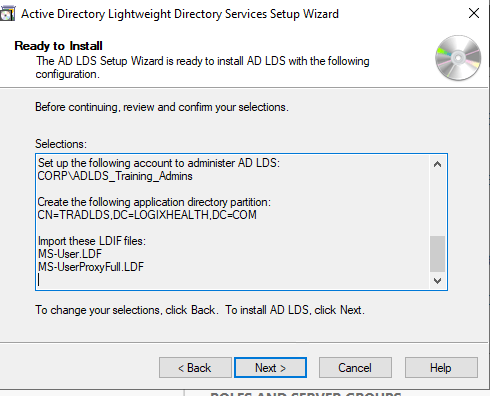 Active Directory Lightweight Directory Services Setup Wizard
Ready to Install
The AD LDS Setup Wizard is ready to install AD LDS with the following
configuration.
Before continuing, review and confirm your selections.
Selections:
Set up the following account to administer AD LDS:
CORP\ADLDS_Training_Admins
Create the following application directory partition:
CN=TRADLDS,DC=LOGIXHEALTH,DC=COM
Import these LDIF files:
MS-User.LDF
MS-UserProxyFull.LDF
To change your selections, click Back. To install AD LDS, click Next.
< Back
Next >
Cancel
Help
ROLES AND SERVER GROUPS